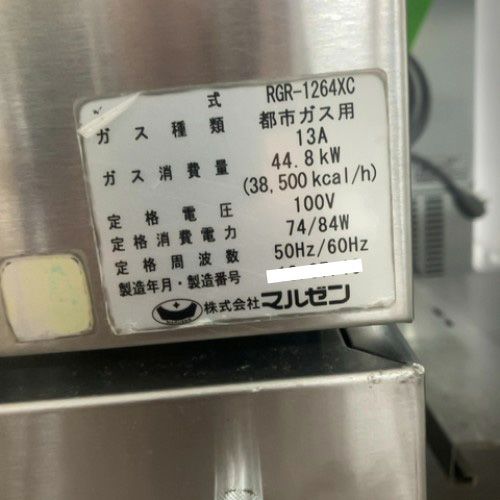 式 RGR-1264XC
ガス種類 都市ガス用
13A
ガス消費量 44.8kW
(38,500kcal/h)
定格電圧 100V
定格消費電力 74/84W
定格周波数 50Hz/60Hz
製造年月・製造番号
株式会社マルゼン